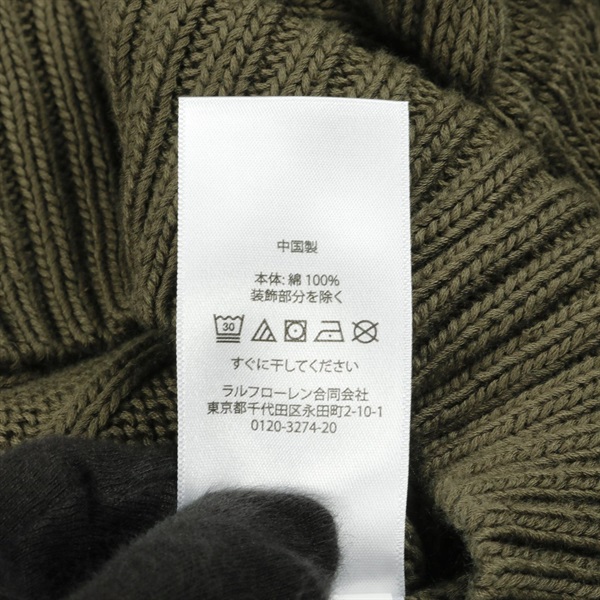 中国製
本体: 綿 100%
装飾部分を除く
30
すぐに干してください
ラルフローレン合同会社
東京都千代田区永田町2-10-1
0120-3274-20